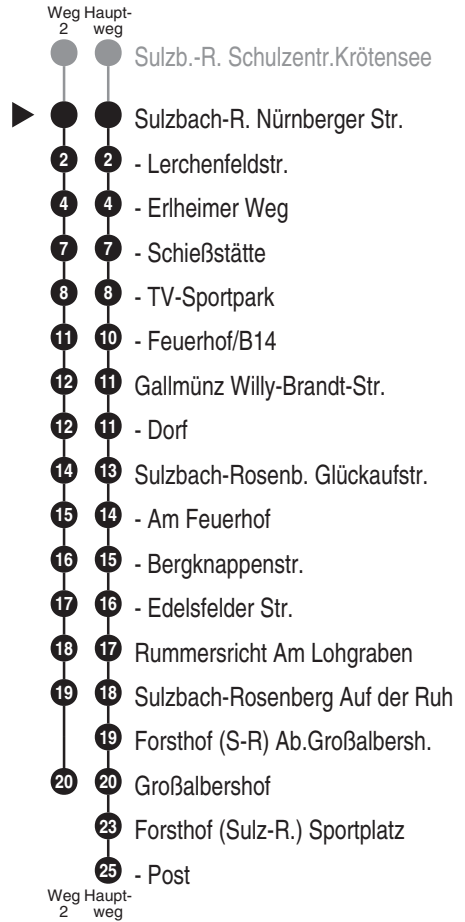 Weg Haupt-
2 weg
Sulzb.-R. Schulzentr.Krötensee
Sulzbach-R. Nürnberger Str.
2 2 - Lerchenfeldstr.
4 4 - Erlheimer Weg
7 7 - Schießstätte
8 8 - TV-Sportpark
11 10 - Feuerhof/B14
12 11 Gallmünz Willy-Brandt-Str.
12 11 - Dorf
14 13 Sulzbach-Rosenb. Glückaufstr.
15 14 - Am Feuerhof
16 15 - Bergknappenstr.
17 16 - Edelsfelder Str.
18 17 Rummersricht Am Lohgraben
19 18 Sulzbach-Rosenberg Auf der Ruh
19 Forsthof (S-R) Ab.Großalbersh.
20 20 Großalbershof
23 Forsthof (Sulz-R.) Sportplatz
25 - Post
Weg Haupt-
2 weg